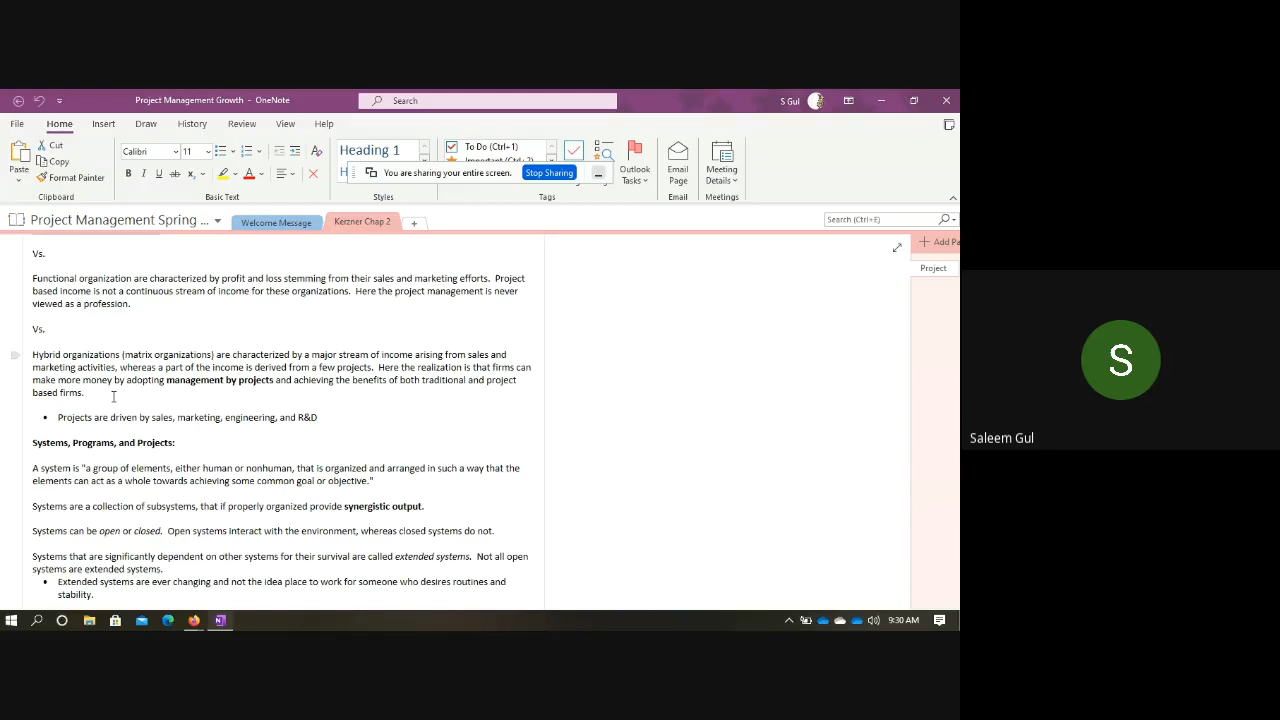 Project Management Growth - OneNote
Search
S Gul
File Home Insert Draw History Review View Help
Paste
Cut
Copy
Format Painter
Clipboard
Calibri 11
B I U ab x₂ A
Basic Text
Heading 1
H
Styles
To Do (Ctrl+1)
Important (Ctrl+2)
You are sharing your entire screen. Stop Sharing
Tags
Outlook Tasks
Email Page
Email
Meeting Details
Meetings
Project Management Spring ... Welcome Message Kerzner Chap 2 +
Search (Ctrl+E)
Add Pa
Project
Vs.
Functional organization are characterized by profit and loss stemming from their sales and marketing efforts. Project
based income is not a continuous stream of income for these organizations. Here the project management is never
viewed as a profession.
Vs.
Hybrid organizations (matrix organizations) are characterized by a major stream of income arising from sales and
marketing activities, whereas a part of the income is derived from a few projects. Here the realization is that firms can
make more money by adopting management by projects and achieving the benefits of both traditional and project
based firms.
• Projects are driven by sales, marketing, engineering, and R&D
Systems, Programs, and Projects:
A system is "a group of elements, either human or nonhuman, that is organized and arranged in such a way that the
elements can act as a whole towards achieving some common goal or objective."
Systems are a collection of subsystems, that if properly organized provide synergistic output.
Systems can be open or closed. Open systems interact with the environment, whereas closed systems do not.
Systems that are significantly dependent on other systems for their survival are called extended systems. Not all open
systems are extended systems.
• Extended systems are ever changing and not the idea place to work for someone who desires routines and
stability.
9:30 AM
S
Saleem Gul